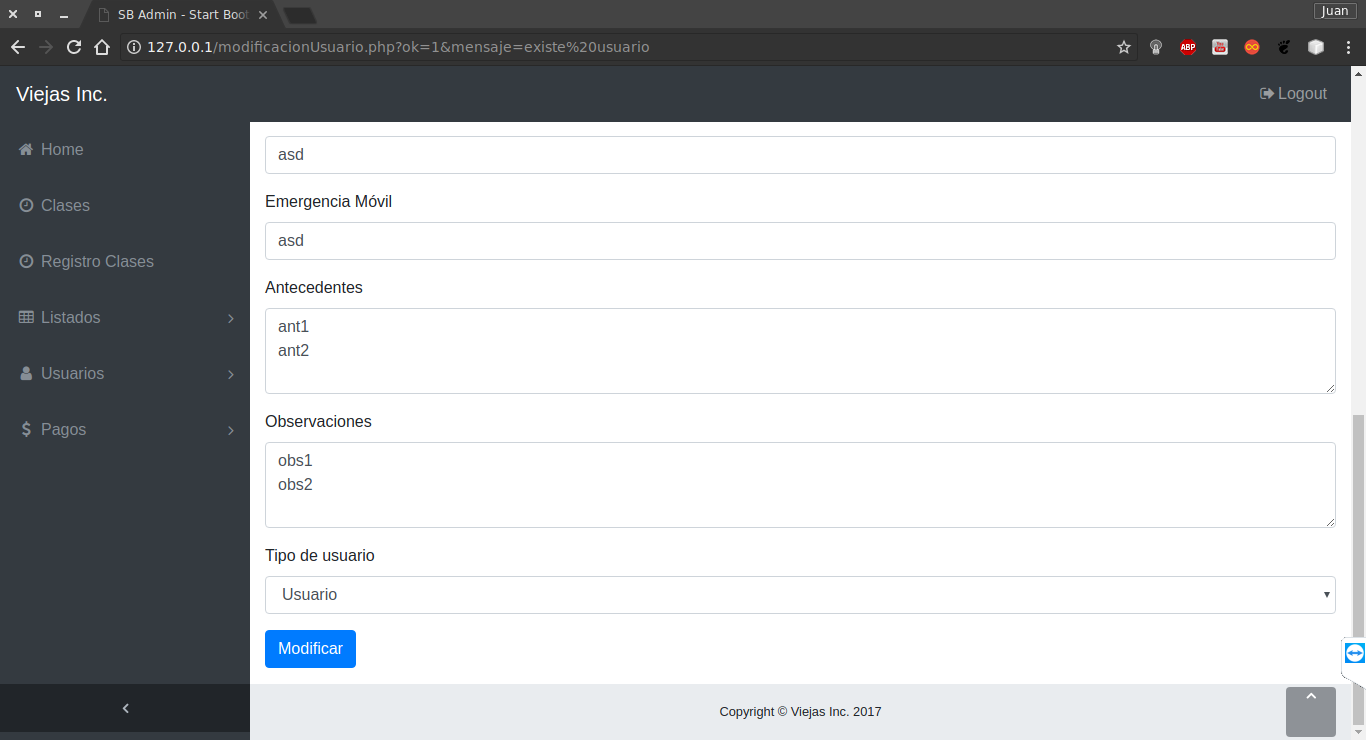 SB Admin - Start Boot
Juan
127.0.0.1/modificacionUsuario.php?ok=1&mensaje=existe%20usuario
ABP
Viejas Inc.
Logout
Home
Clases
Registro Clases
Listados
Usuarios
Pagos
asd
Emergencia Móvil
asd
Antecedentes
ant1
ant2
Observaciones
obs1
obs2
Tipo de usuario
Usuario
Modificar
Copyright © Viejas Inc. 2017